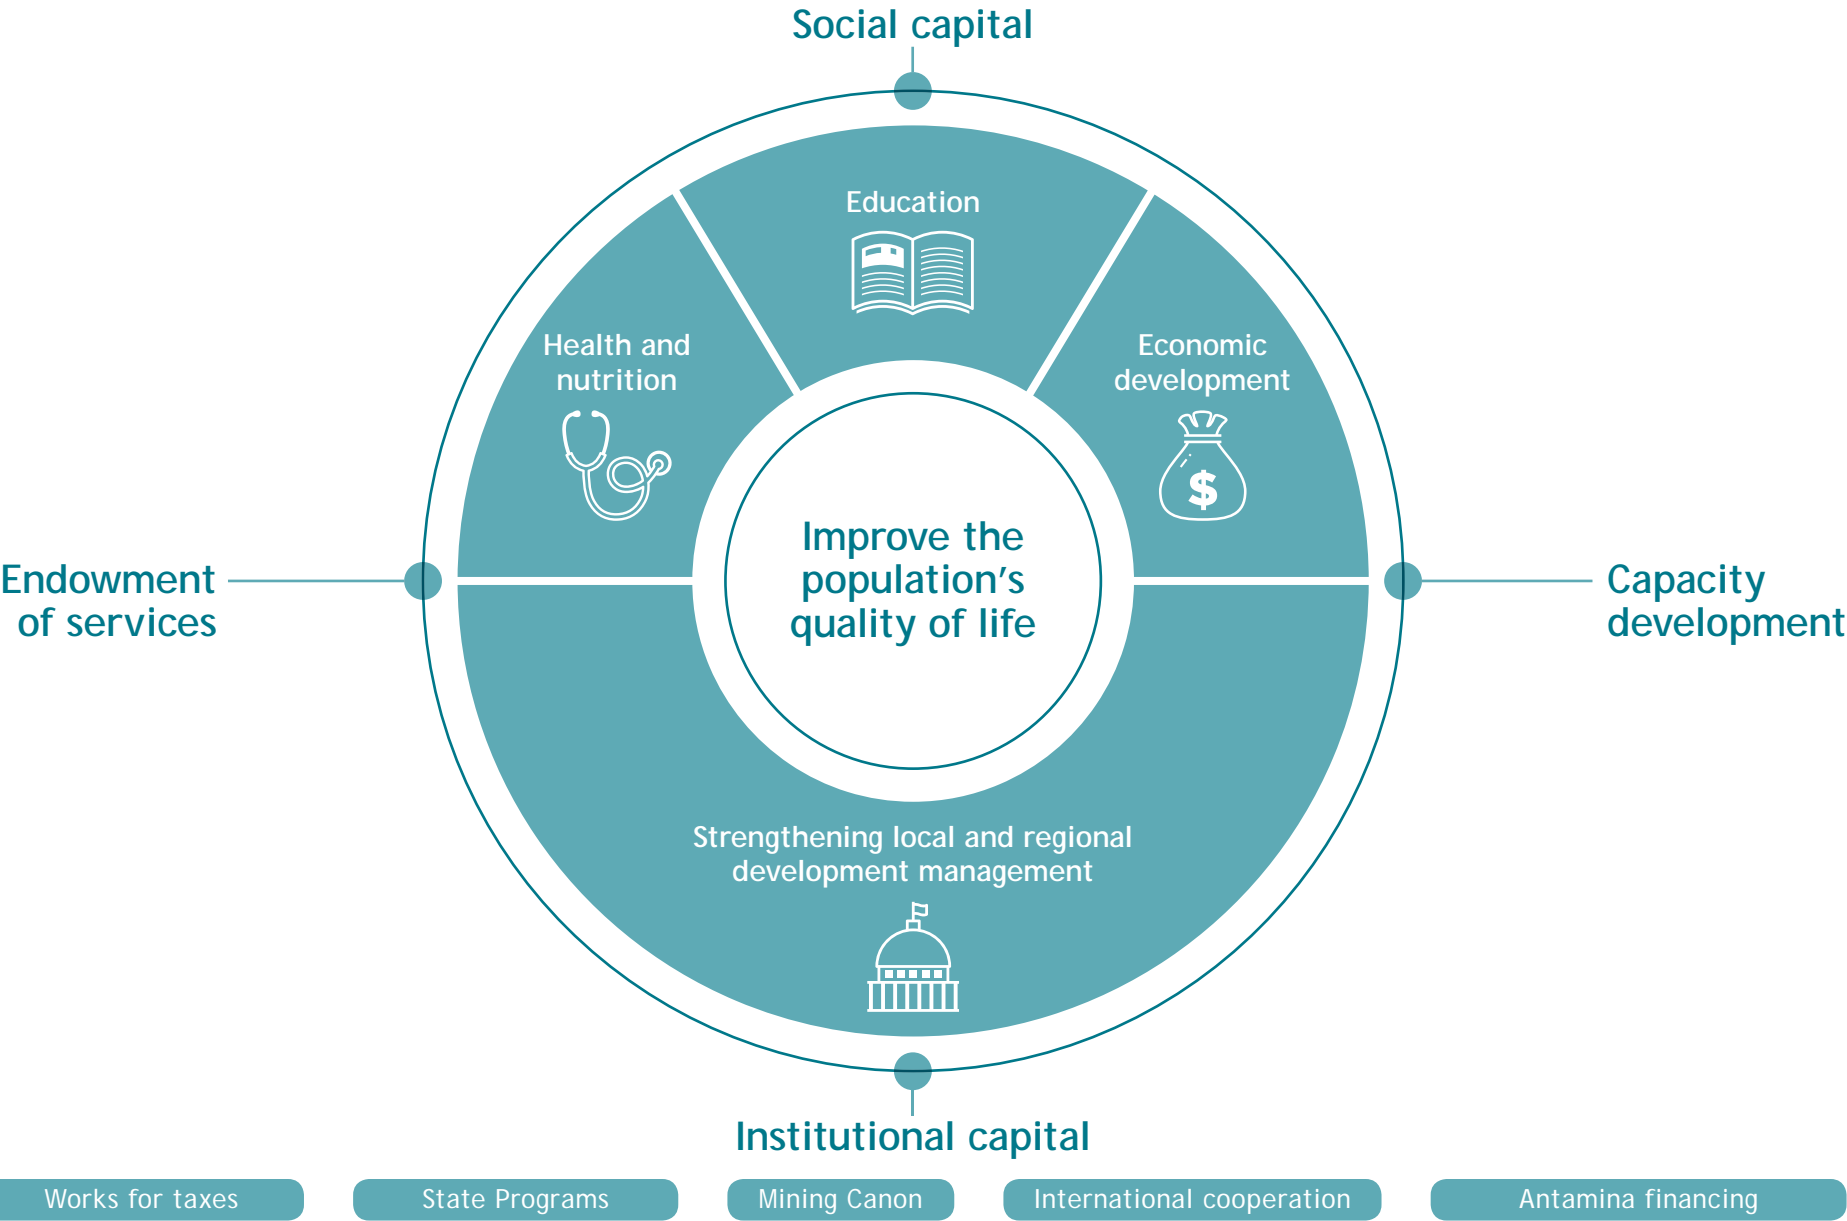 Social capital
Education
Health and
nutrition
Economic
development
$
Improve the
population's
quality of life
Endowment
of services
Capacity
development
Strengthening local and regional
development management
Institutional capital
Works for taxes
State Programs
Mining Canon
International cooperation
Antamina financing